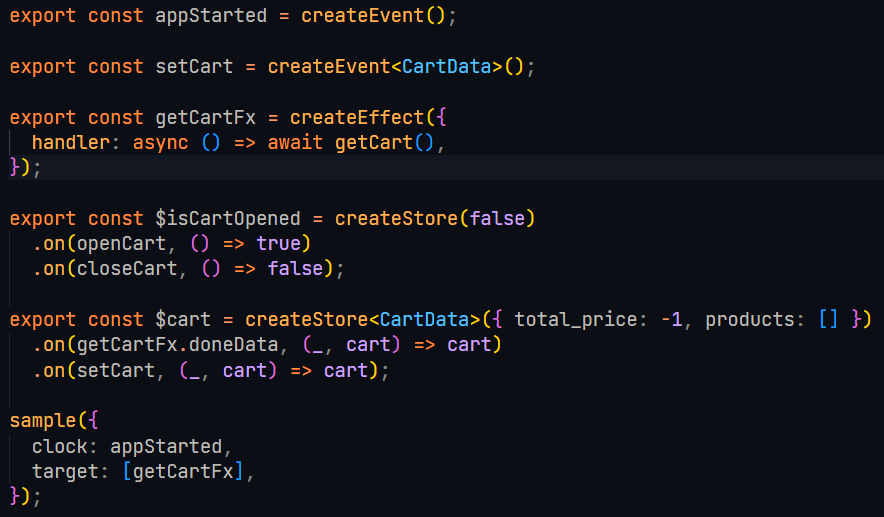 export const appStarted = createEvent();
export const setCart = createEvent<CartData>();
export const getCartFx = createEffect({
  handler: async () => await getCart(),
});
export const $isCartOpened = createStore(false)
  .on(openCart, () => true)
  .on(closeCart, () => false);
export const $cart = createStore<CartData>({ total_price: -1, products: [] })
  .on(getCartFx.doneData, (_, cart) => cart)
  .on(setCart, (_, cart) => cart);
sample({
  clock: appStarted,
  target: [getCartFx],
});